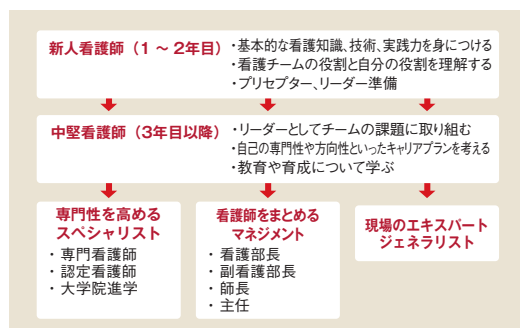 新人看護師（1 ～ 2年目）
・基本的な看護知識、技術、実践力を身につける
・看護チームの役割と自分の役割を理解する
・プリセプター、リーダー準備
中堅看護師（3年目以降）
・リーダーとしてチームの課題に取り組む
・自己の専門性や方向性といったキャリアプランを考える
・教育や育成について学ぶ
専門性を高める
スペシャリスト
・ 専門看護師
・ 認定看護師
・ 大学院進学
看護師をまとめる
マネジメント
・ 看護部長
・ 副看護部長
・ 師長
・ 主任
現場のエキスパート
ジェネラリスト